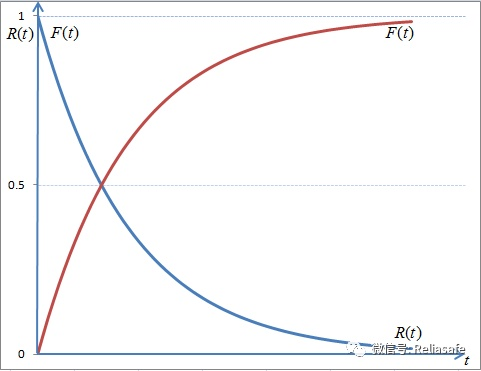 1
R(t) F(t)
F(t)
0.5
R(t)
微信号: Reliasafe
0
t